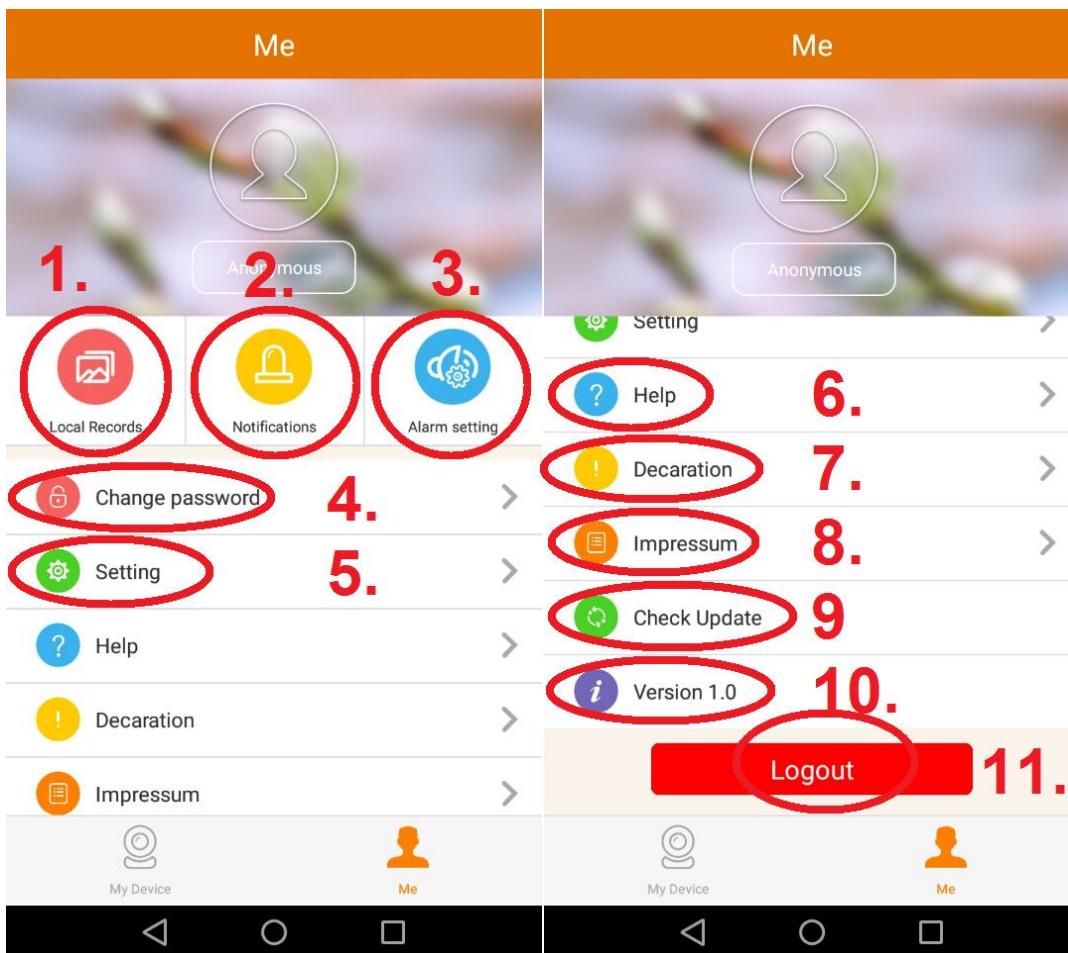 Me
Anonymous
1. 2. 3.
Local Records Notifications Alarm setting
Change password 4.
Setting 5.
Help
Decaration
Impressum
My Device Me
Me
Anonymous
Setting
Help 6.
Decaration 7.
Impressum 8.
Check Update 9
Version 1.0 10.
Logout 11.
My Device Me